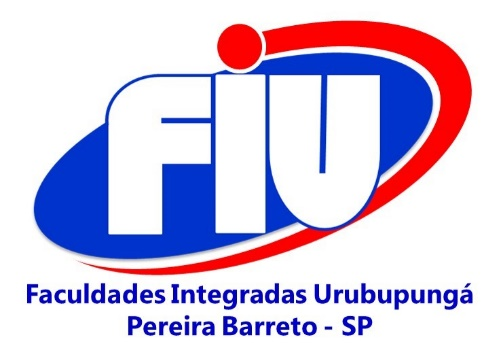 FIU
Faculdades Integradas Urubupungá
Pereira Barreto - SP